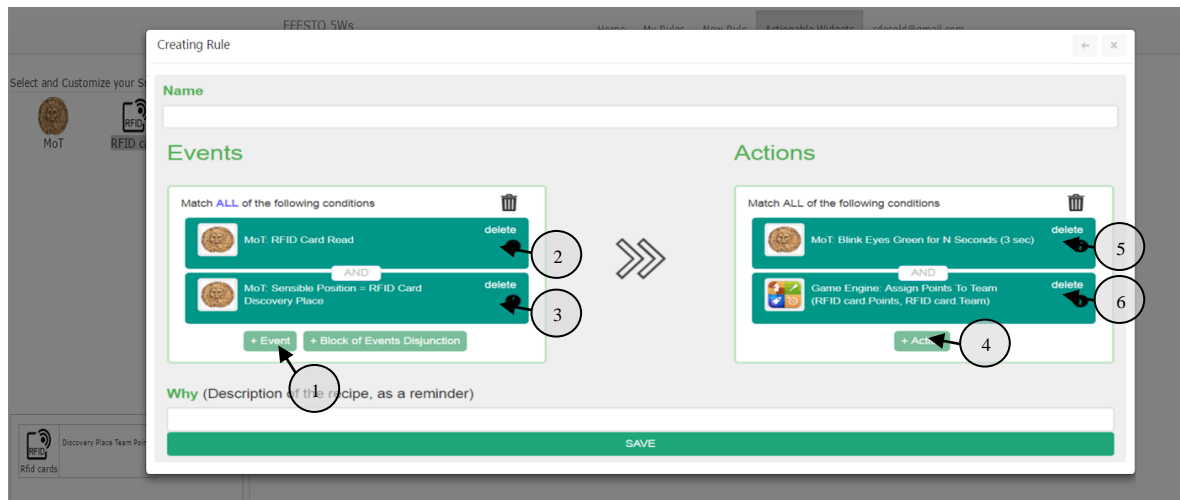 EFESTO 5Ws
Home My Rules New Rule Actionable Widgets
Creating Rule
Select and Customize your
MoT
RFID
Name
Events
Actions
Match ALL of the following conditions
MoT: RFID Card Read
delete
2
AND
MoT: Sensible Position = RFID Card
Discovery Place
delete
3
+ Event
+ Block of Events Disjunction
1
Match ALL of the following conditions
MoT: Blink Eyes Green for N Seconds (3 sec)
delete
5
AND
Game Engine: Assign Points To Team
(RFID card.Points, RFID card.Team)
delete
6
4
Why (Description of the recipe, as a reminder)
SAVE
RFID
Discovery Place Team
Rfid cards